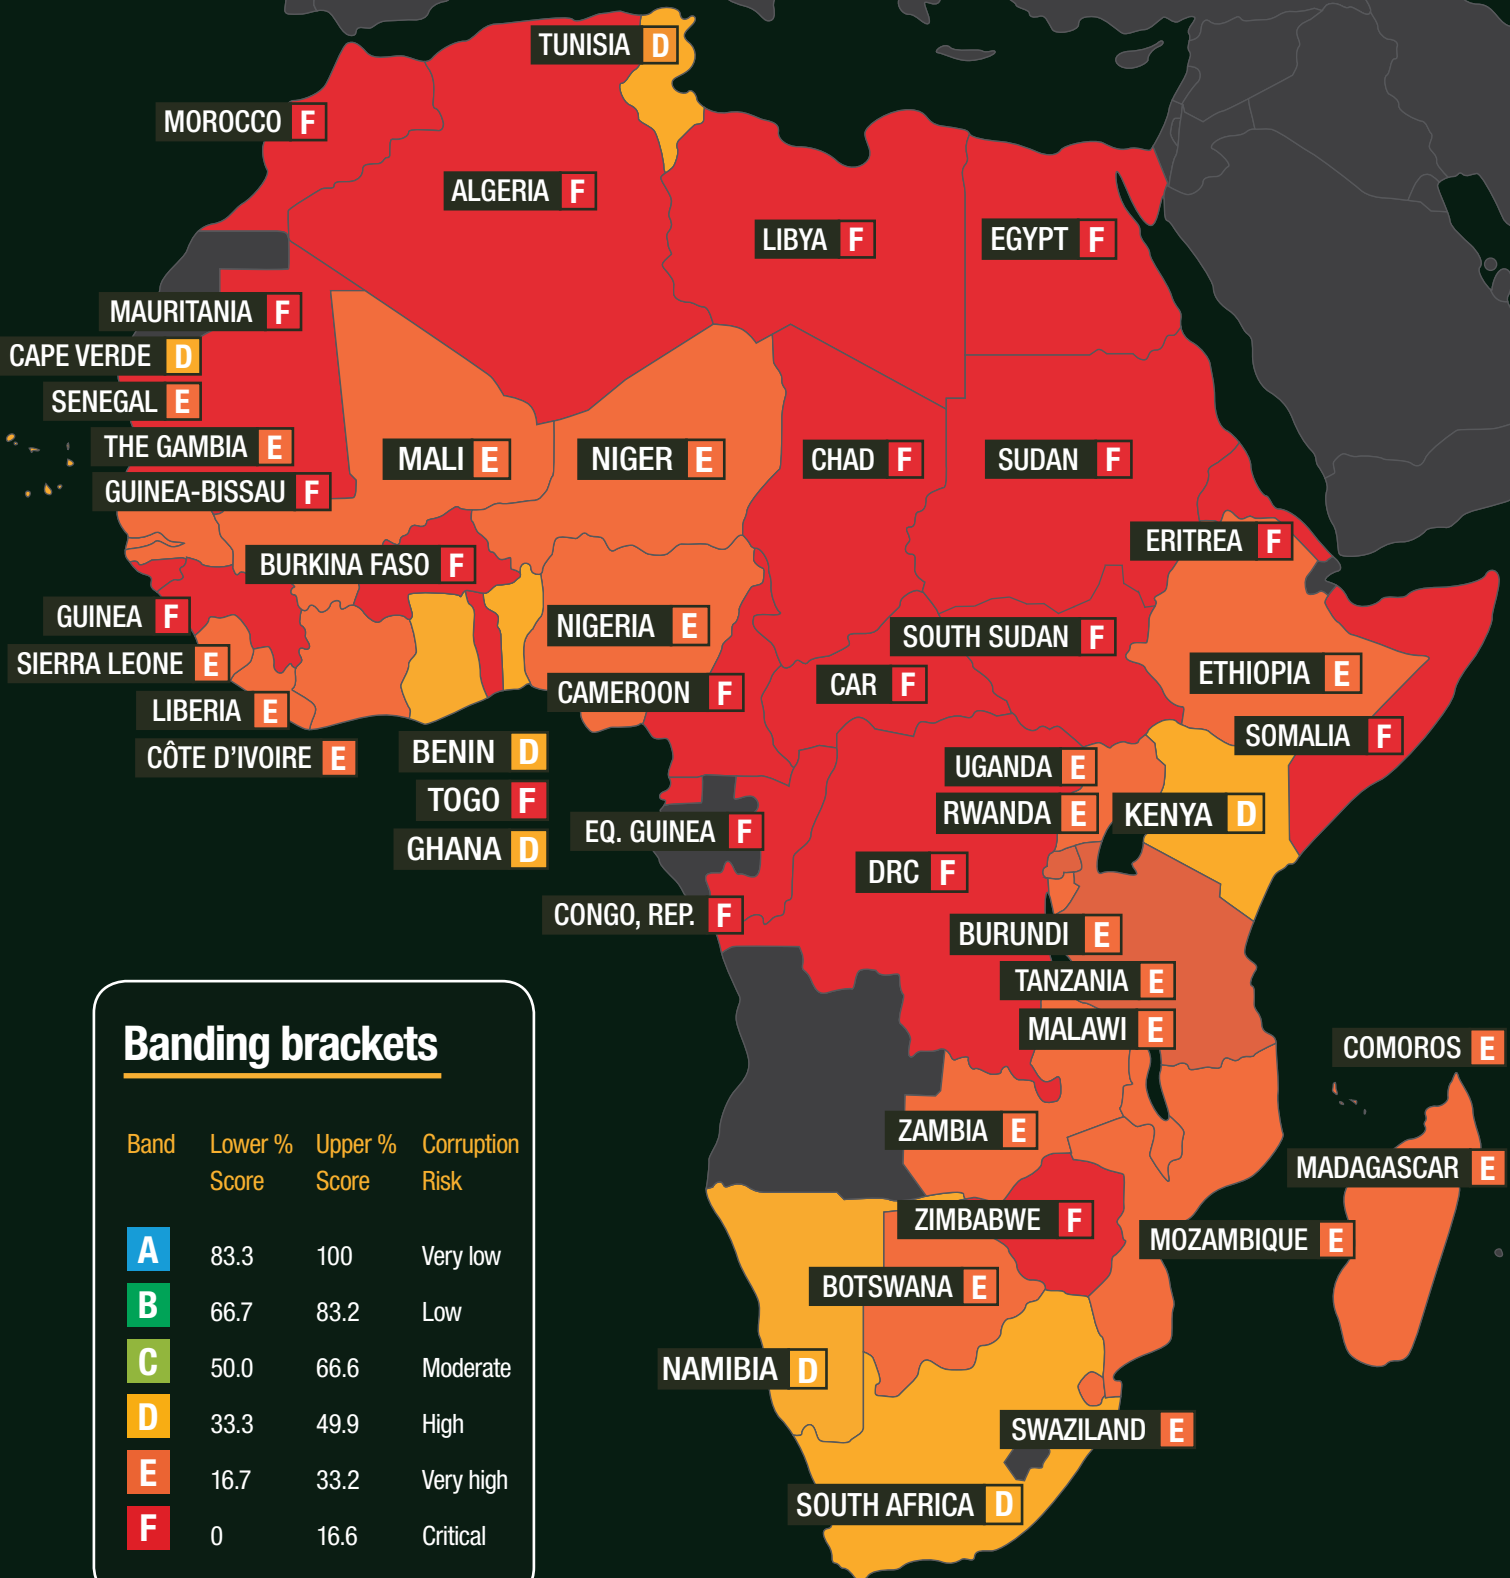 TUNISIA D
MOROCCO F
ALGERIA F
LIBYA F
EGYPT F
MAURITANIA F
CAPE VERDE D
SENEGAL E
THE GAMBIA E
GUINEA-BISSAU F
MALI E
NIGER E
CHAD F
SUDAN F
ERITREA F
BURKINA FASO F
GUINEA F
NIGERIA E
SOUTH SUDAN F
SIERRA LEONE E
ETHIOPIA E
CAMEROON F
CAR F
LIBERIA E
SOMALIA F
CÔTE D'IVOIRE E
BENIN D
UGANDA E
TOGO F
RWANDA E
KENYA D
GHANA D
EQ. GUINEA F
DRC F
CONGO, REP. F
BURUNDI E
TANZANIA E
MALAWI E
COMOROS E
ZAMBIA E
MADAGASCAR E
ZIMBABWE F
MOZAMBIQUE E
BOTSWANA E
NAMIBIA D
SWAZILAND E
SOUTH AFRICA D
Banding brackets
Band Lower % Upper % Corruption
Score Score Risk
A 83.3 100 Very low
B 66.7 83.2 Low
C 50.0 66.6 Moderate
D 33.3 49.9 High
E 16.7 33.2 Very high
F 0 16.6 Critical